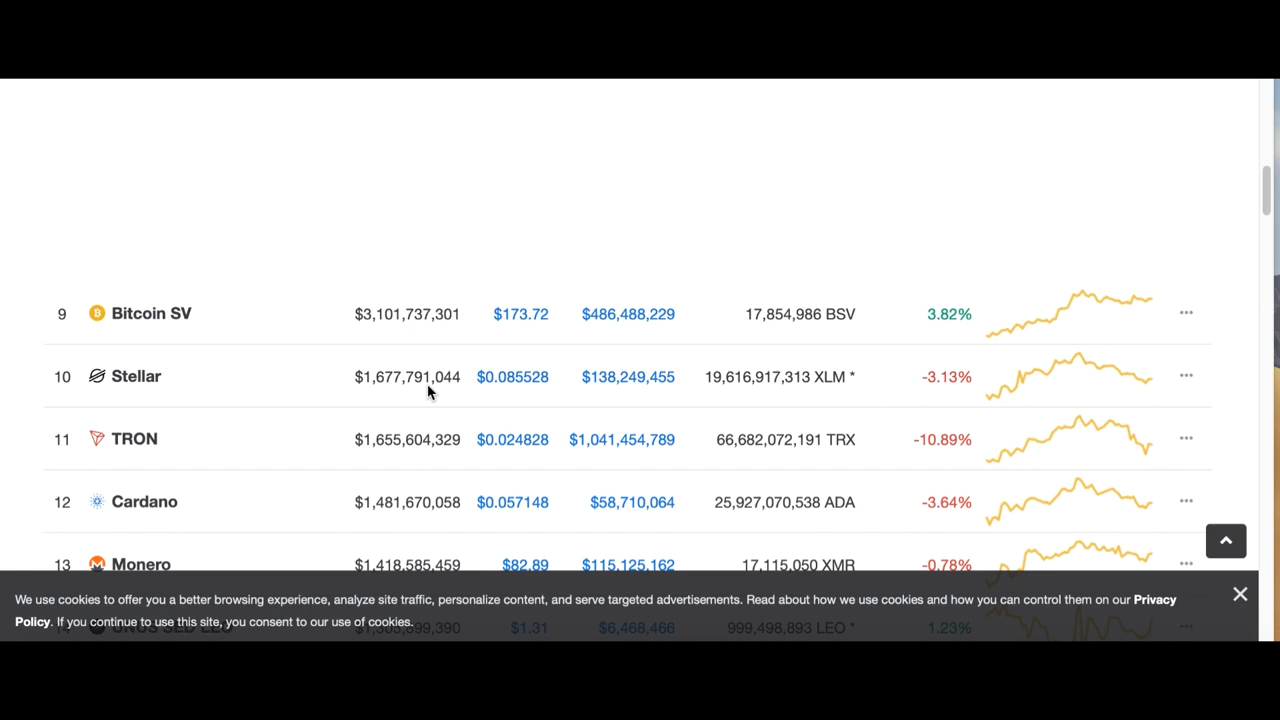 9 Bitcoin SV $3,101,737,301 $173.72 $486,488,229 17,854,986 BSV 3.82% ...
10 Stellar $1,677,791,044 $0.085528 $138,249,455 19,616,917,313 XLM * -3.13% ...
11 TRON $1,655,604,329 $0.024828 $1,041,454,789 66,682,072,191 TRX -10.89% ...
12 Cardano $1,481,670,058 $0.057148 $58,710,064 25,927,070,538 ADA -3.64% ...
13 Monero $1,418,585,459 $82.89 $115,125,162 17,115,050 XMR -0.78% ...
We use cookies to offer you a better browsing experience, analyze site traffic, personalize content, and serve targeted advertisements. Read about how we use cookies and how you can control them on our Privacy
Policy. If you continue to use this site, you consent to our use of cookies.
$1.31 $6,468,466 999,498,893 LEO * 1.23% ...